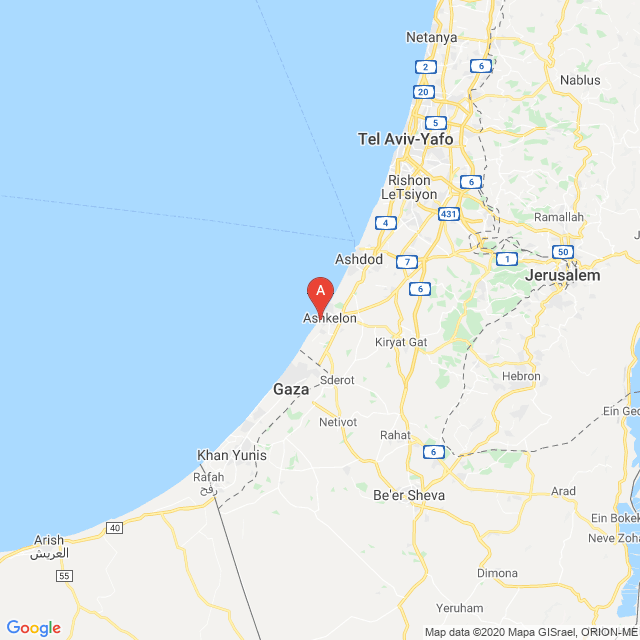 Netanya
2
6
Nablus
20
5
Tel Aviv-Yafo
Rishon
LeTsiyon
6
4
431
Ramallah
Ashdod
7
1
50
Jerusalem
6
A
Ashkelon
Kiryat Gat
Sderot
Hebron
Gaza
Ein Ge
Netivot
Rahat
Khan Yunis
6
Rafah
رفح
Be'er Sheva
Arad
Ein Bokek
40
Arish
العريش
Neve Zoha
55
Dimona
Yeruham
Google
Map data ©2020 Mapa GISrael, ORION-ME